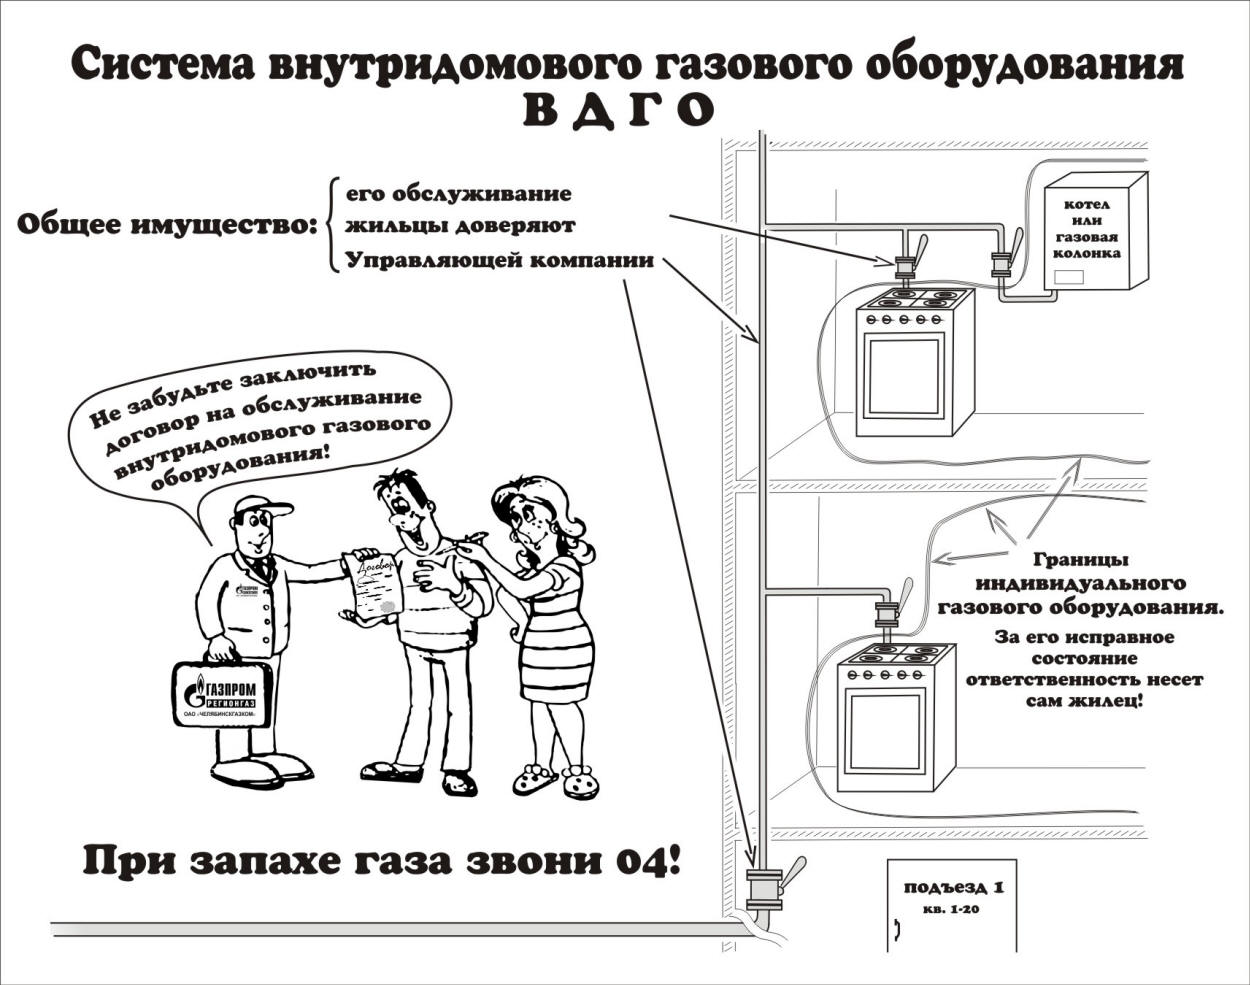 Система внутридомового газового оборудования
ВДГО
Общее имущество:
его обслуживание
жильцы доверяют
Управляющей компании
котел
или
газовая
колонка
Не забудьте заключить
договор на обслуживание
внутридомового газового
оборудования!
Договор
ГАЗПРОМ
ГАЗПРОМ
РЕГИОНГАЗ
ОАО «ЧЕЛЯБИНСКГАЗКОМ»
Границы
индивидуального
газового оборудования.
За его исправное
состояние
ответственность несет
сам жилец!
При запахе газа звони 04!
подъезд 1
кв. 1-20